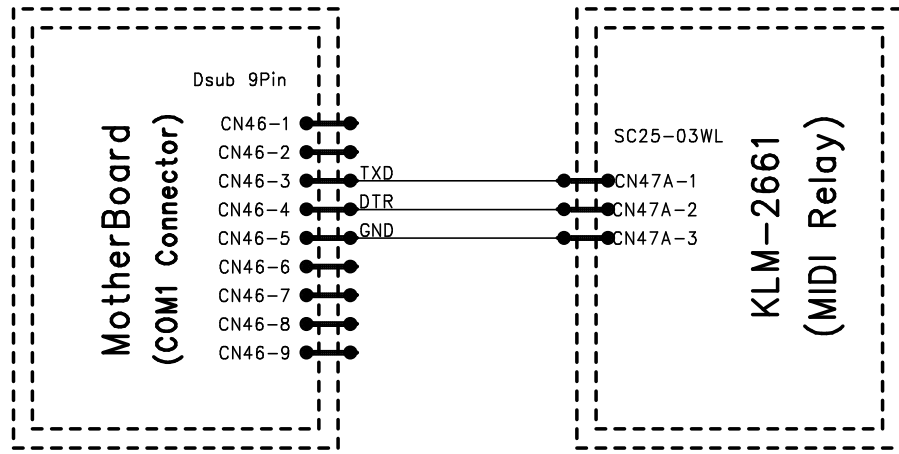 Dsub 9Pin
MotherBoard
(COM1 Connector)
CN46-1
CN46-2
CN46-3
CN46-4
CN46-5
CN46-6
CN46-7
CN46-8
CN46-9
TXD
DTR
GND
SC25-03WL
CN47A-1
CN47A-2
CN47A-3
KLM-2661
(MIDI Relay)